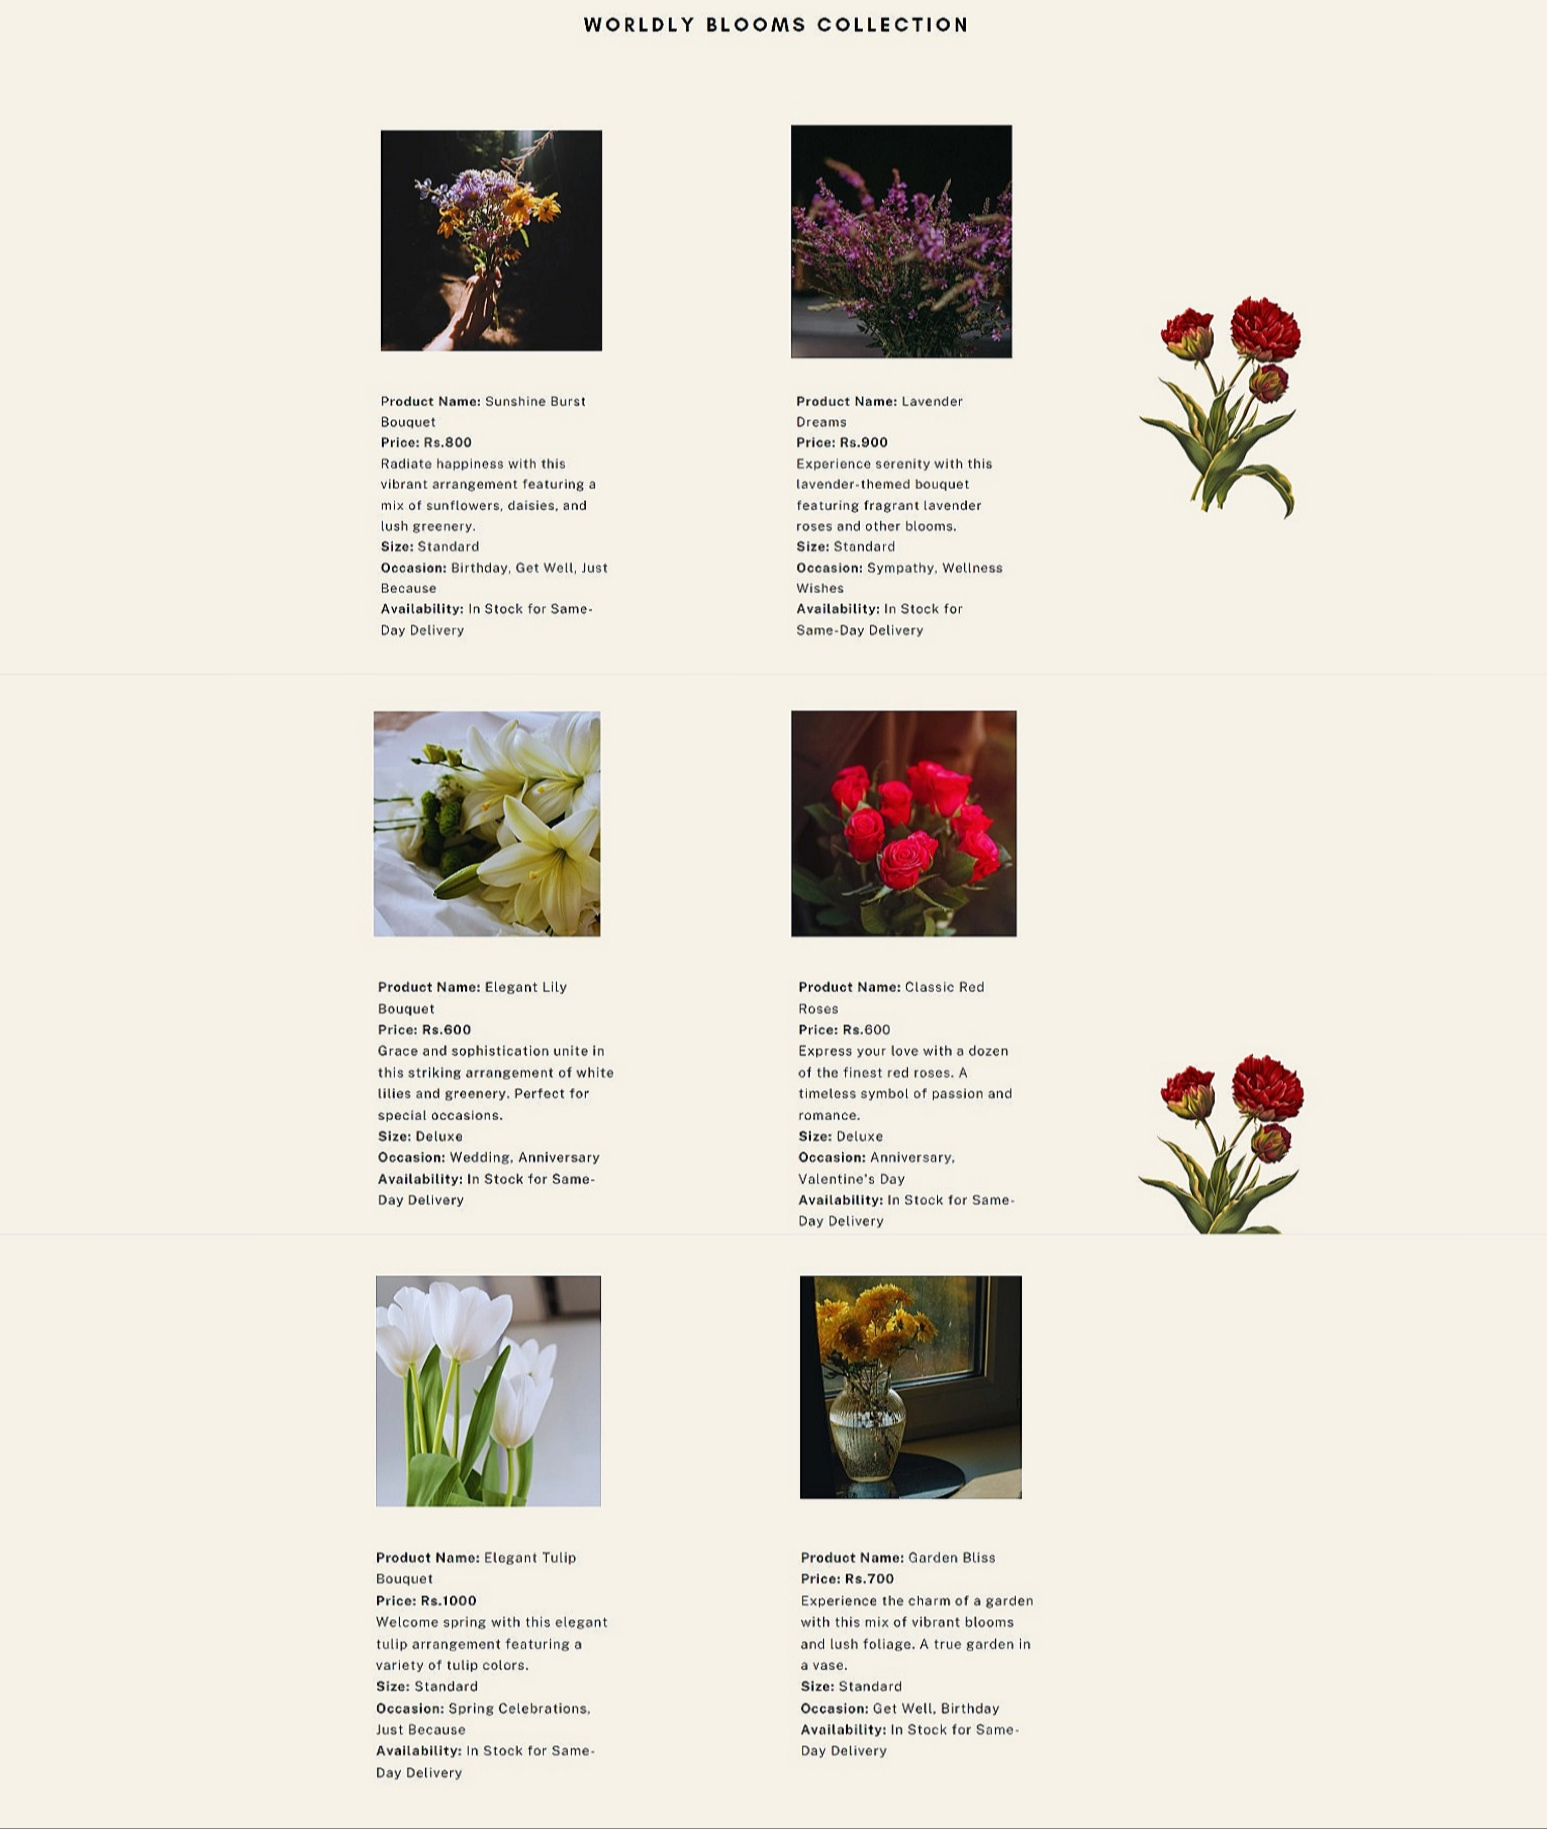 WORLDLY BLOOMS COLLECTION
Product Name: Sunshine Burst
Bouquet
Price: Rs.800
Radiate happiness with this
vibrant arrangement featuring a
mix of sunflowers, daisies, and
lush greenery.
Size: Standard
Occasion: Birthday, Get Well, Just
Because
Availability: In Stock for Same-
Day Delivery
Product Name: Lavender
Dreams
Price: Rs.900
Experience serenity with this
lavender-themed bouquet
featuring fragrant lavender
roses and other blooms.
Size: Standard
Occasion: Sympathy, Wellness
Wishes
Availability: In Stock for
Same-Day Delivery
Product Name: Elegant Lily
Bouquet
Price: Rs.600
Grace and sophistication unite in
this striking arrangement of white
lilies and greenery. Perfect for
special occasions.
Size: Deluxe
Occasion: Wedding, Anniversary
Availability: In Stock for Same-
Day Delivery
Product Name: Classic Red
Roses
Price: Rs.600
Express your love with a dozen
of the finest red roses. A
timeless symbol of passion and
romance.
Size: Deluxe
Occasion: Anniversary,
Valentine's Day
Availability: In Stock for Same-
Day Delivery
Product Name: Elegant Tulip
Bouquet
Price: Rs.1000
Welcome spring with this elegant
tulip arrangement featuring a
variety of tulip colors.
Size: Standard
Occasion: Spring Celebrations,
Just Because
Availability: In Stock for Same-
Day Delivery
Product Name: Garden Bliss
Price: Rs.700
Experience the charm of a garden
with this mix of vibrant blooms
and lush foliage. A true garden in
a vase.
Size: Standard
Occasion: Get Well, Birthday
Availability: In Stock for Same-
Day Delivery